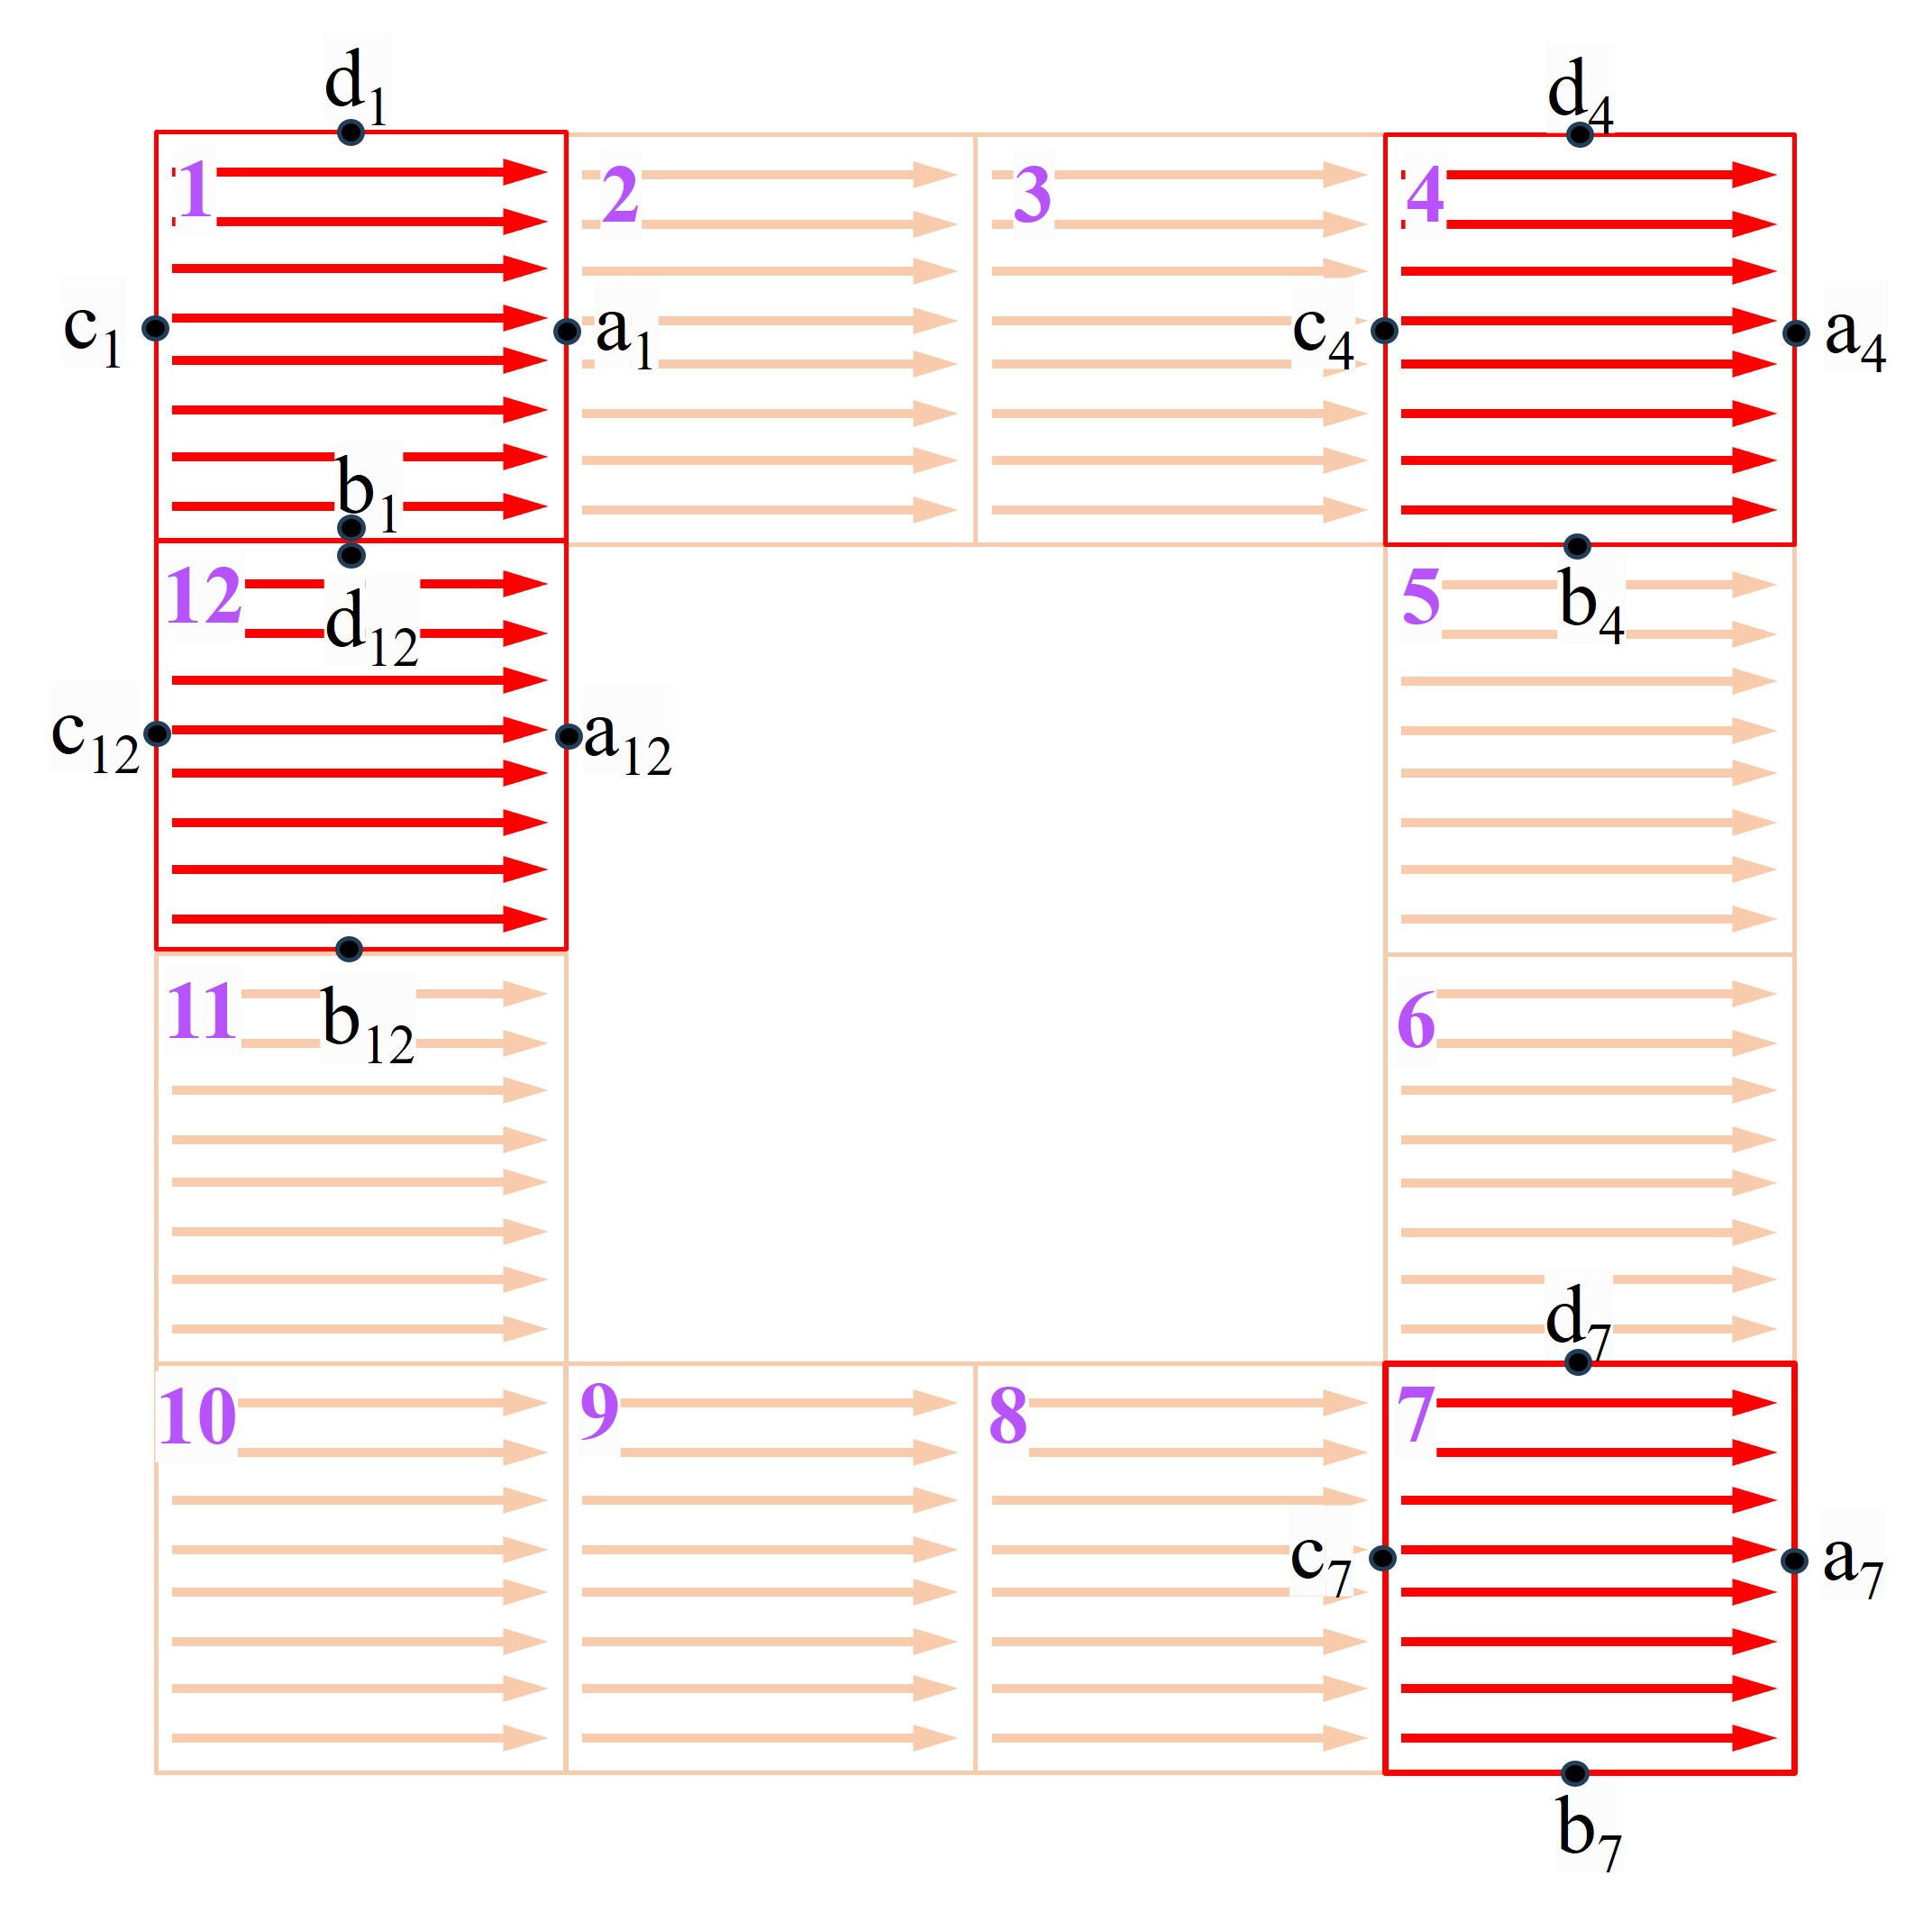 d₁ d₄
1 2 3 4
c₁ a₁ c₄ a₄
b₁
12 d₁₂ 5 b₄
c₁₂ a₁₂
11 b₁₂ 6
d₇
10 9 8 7
c₇ a₇
b₇